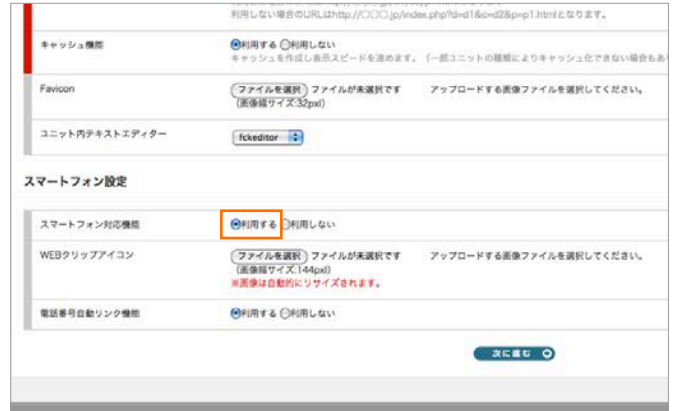 利用しない場合のURLはhttp://〇〇〇.jp/index.php?d=d1&c=d2&p=p1.htmlとなります。
キャッシュ機能
利用する 利用しない
キャッシュを作成し表示スピードを速めます。（一部ユニットの種類によりキャッシュ化できない場合もあ
Favicon
ファイルを選択 ファイルが未選択です アップロードする画像ファイルを選択してください。
(画像幅サイズ:32pxl)
ユニット内テキストエディター
fckeditor
スマートフォン設定
スマートフォン対応機能
利用する 利用しない
WEBクリップアイコン
ファイルを選択 ファイルが未選択です アップロードする画像ファイルを選択してください。
(画像幅サイズ:144pxl)
※画像は自動的にリサイズされます。
電話番号自動リンク機能
利用する 利用しない
次に進む